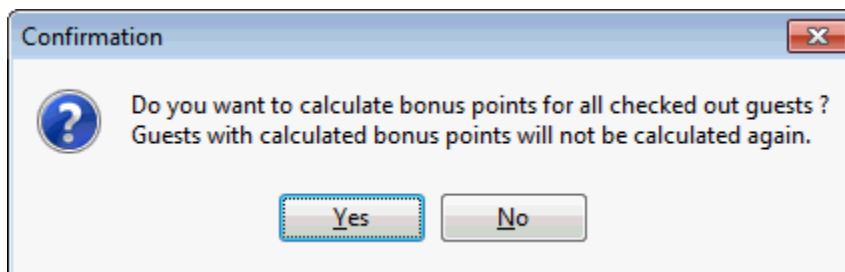 Confirmation
Do you want to calculate bonus points for all checked out guests ?
Guests with calculated bonus points will not be calculated again.
Yes
No